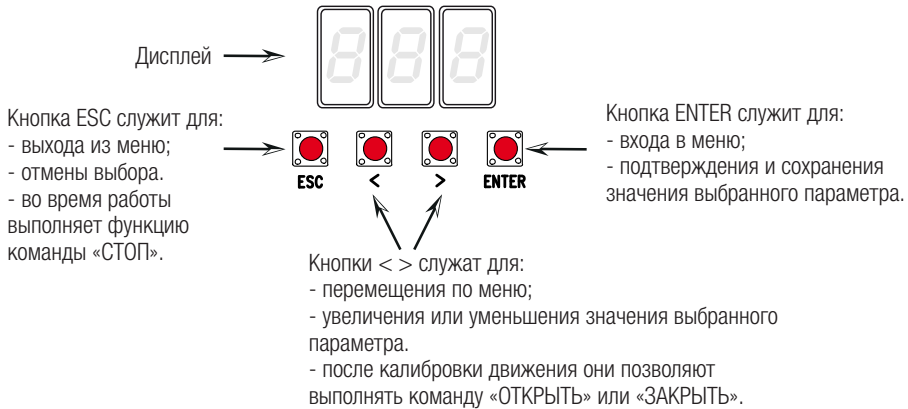 Дисплей
Кнопка ESC служит для:
- выхода из меню;
- отмены выбора.
- во время работы
выполняет функцию
команды «СТОП».
ESC
<
>
ENTER
Кнопка ENTER служит для:
- входа в меню;
- подтверждения и сохранения
значения выбранного параметра.
Кнопки < > служат для:
- перемещения по меню;
- увеличения или уменьшения значения выбранного
параметра.
- после калибровки движения они позволяют
выполнять команду «ОТКРЫТЬ» или «ЗАКРЫТЬ».